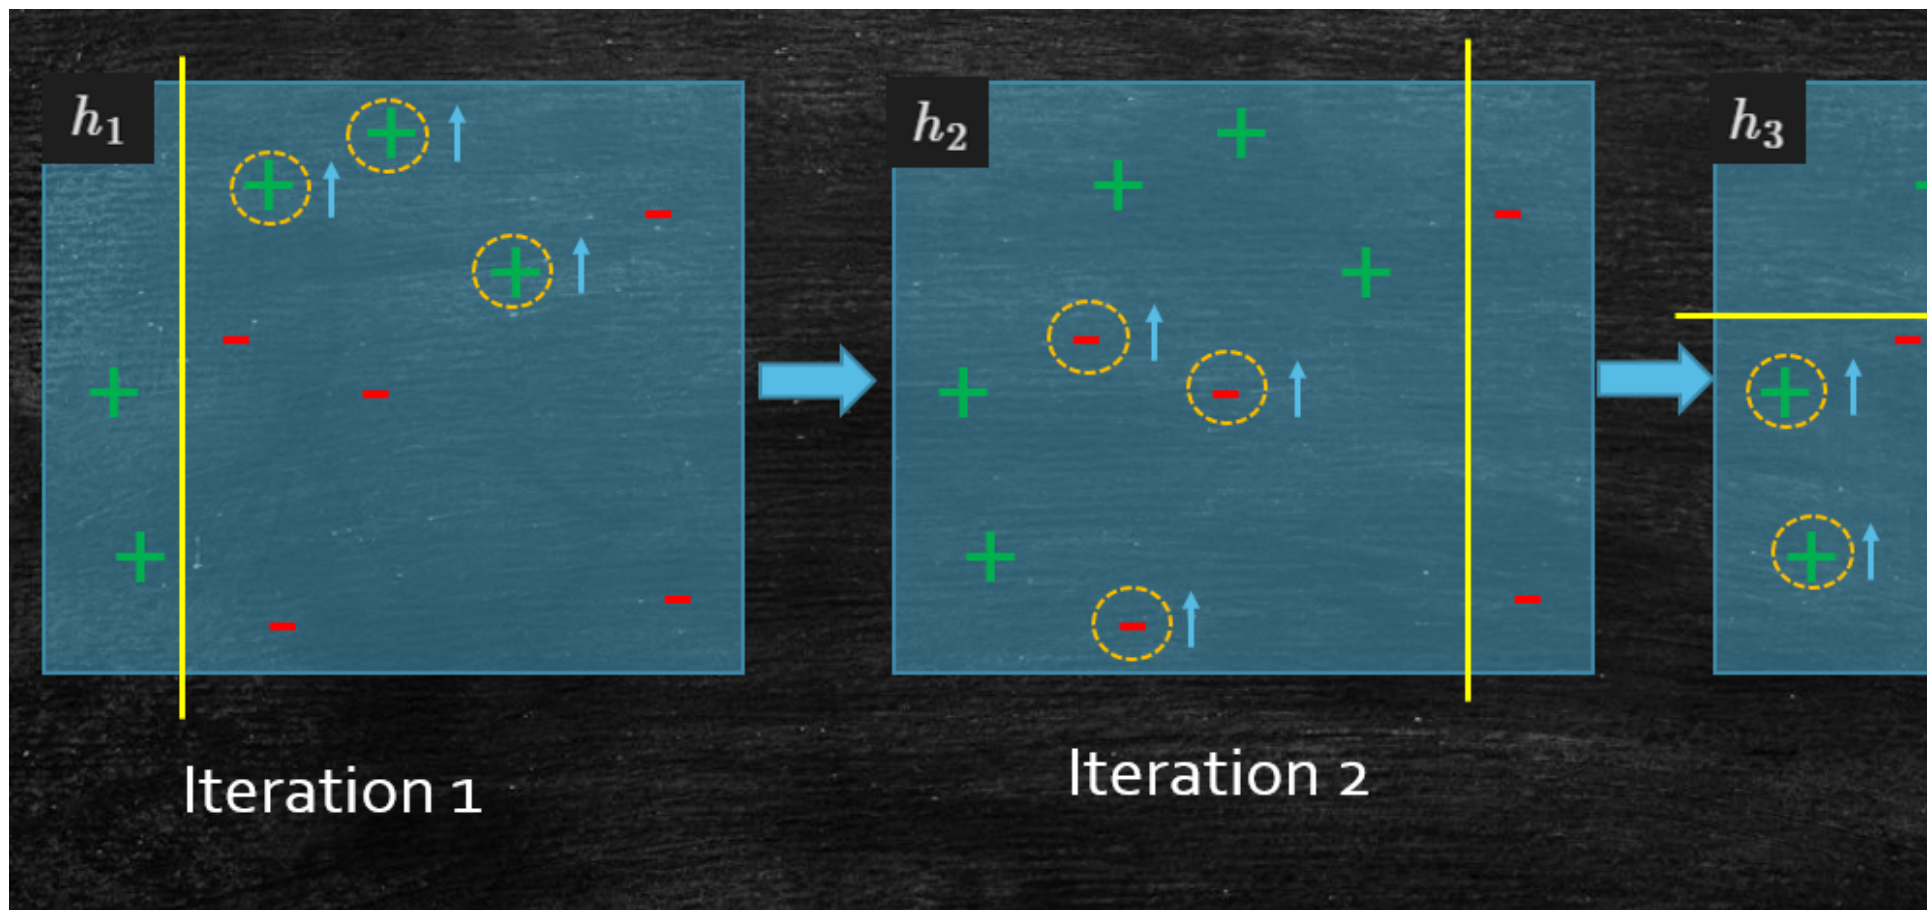 h₁
h₂
h₃
Iteration 1
Iteration 2